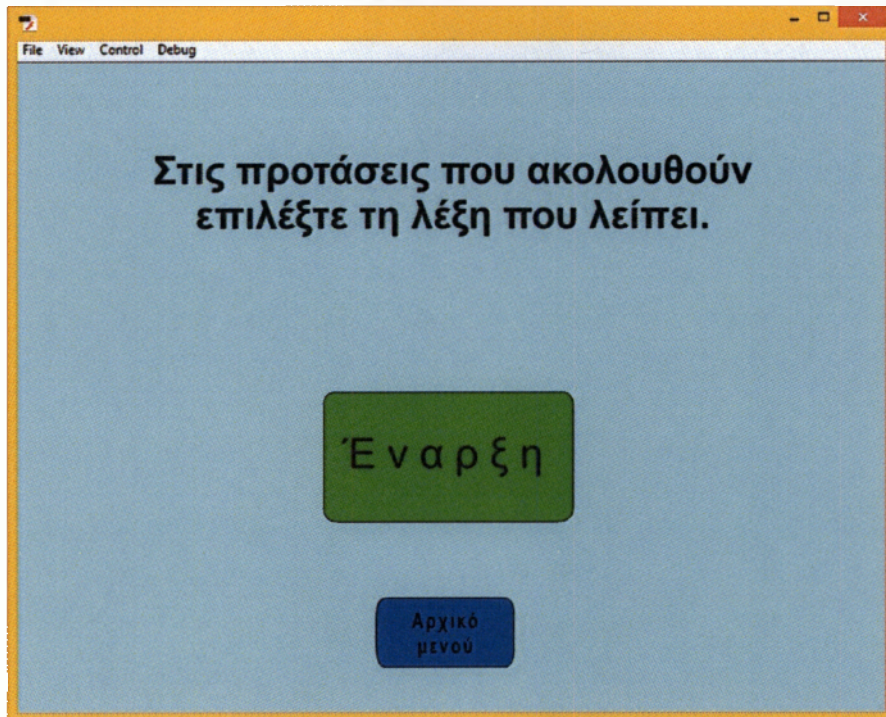 File View Control Debug
Στις προτάσεις που ακολουθούν
επιλέξτε τη λέξη που λείπει.
Έναρξη
Αρχικό
μενού